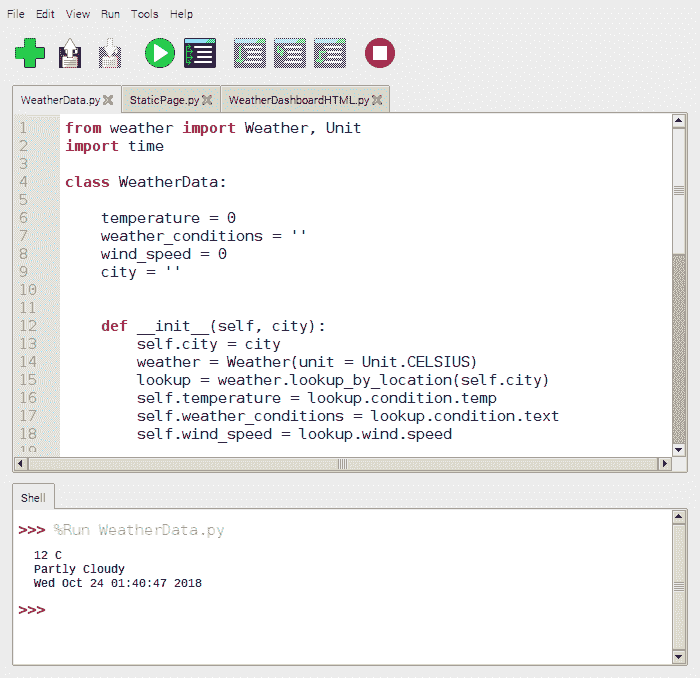 File Edit View Run Tools Help
WeatherData.py StaticPage.py WeatherDashboardHTML.py
1 from weather import Weather, Unit
2 import time
3
4 class WeatherData:
5
6     temperature = 0
7     weather_conditions = ''
8     wind_speed = 0
9     city = ''
10
11
12     def __init__(self, city):
13         self.city = city
14         weather = Weather(unit = Unit.CELSIUS)
15         lookup = weather.lookup_by_location(self.city)
16         self.temperature = lookup.condition.temp
17         self.weather_conditions = lookup.condition.text
18         self.wind_speed = lookup.wind.speed
19
Shell
>>> %Run WeatherData.py
12 C
Partly Cloudy
Wed Oct 24 01:40:47 2018
>>>